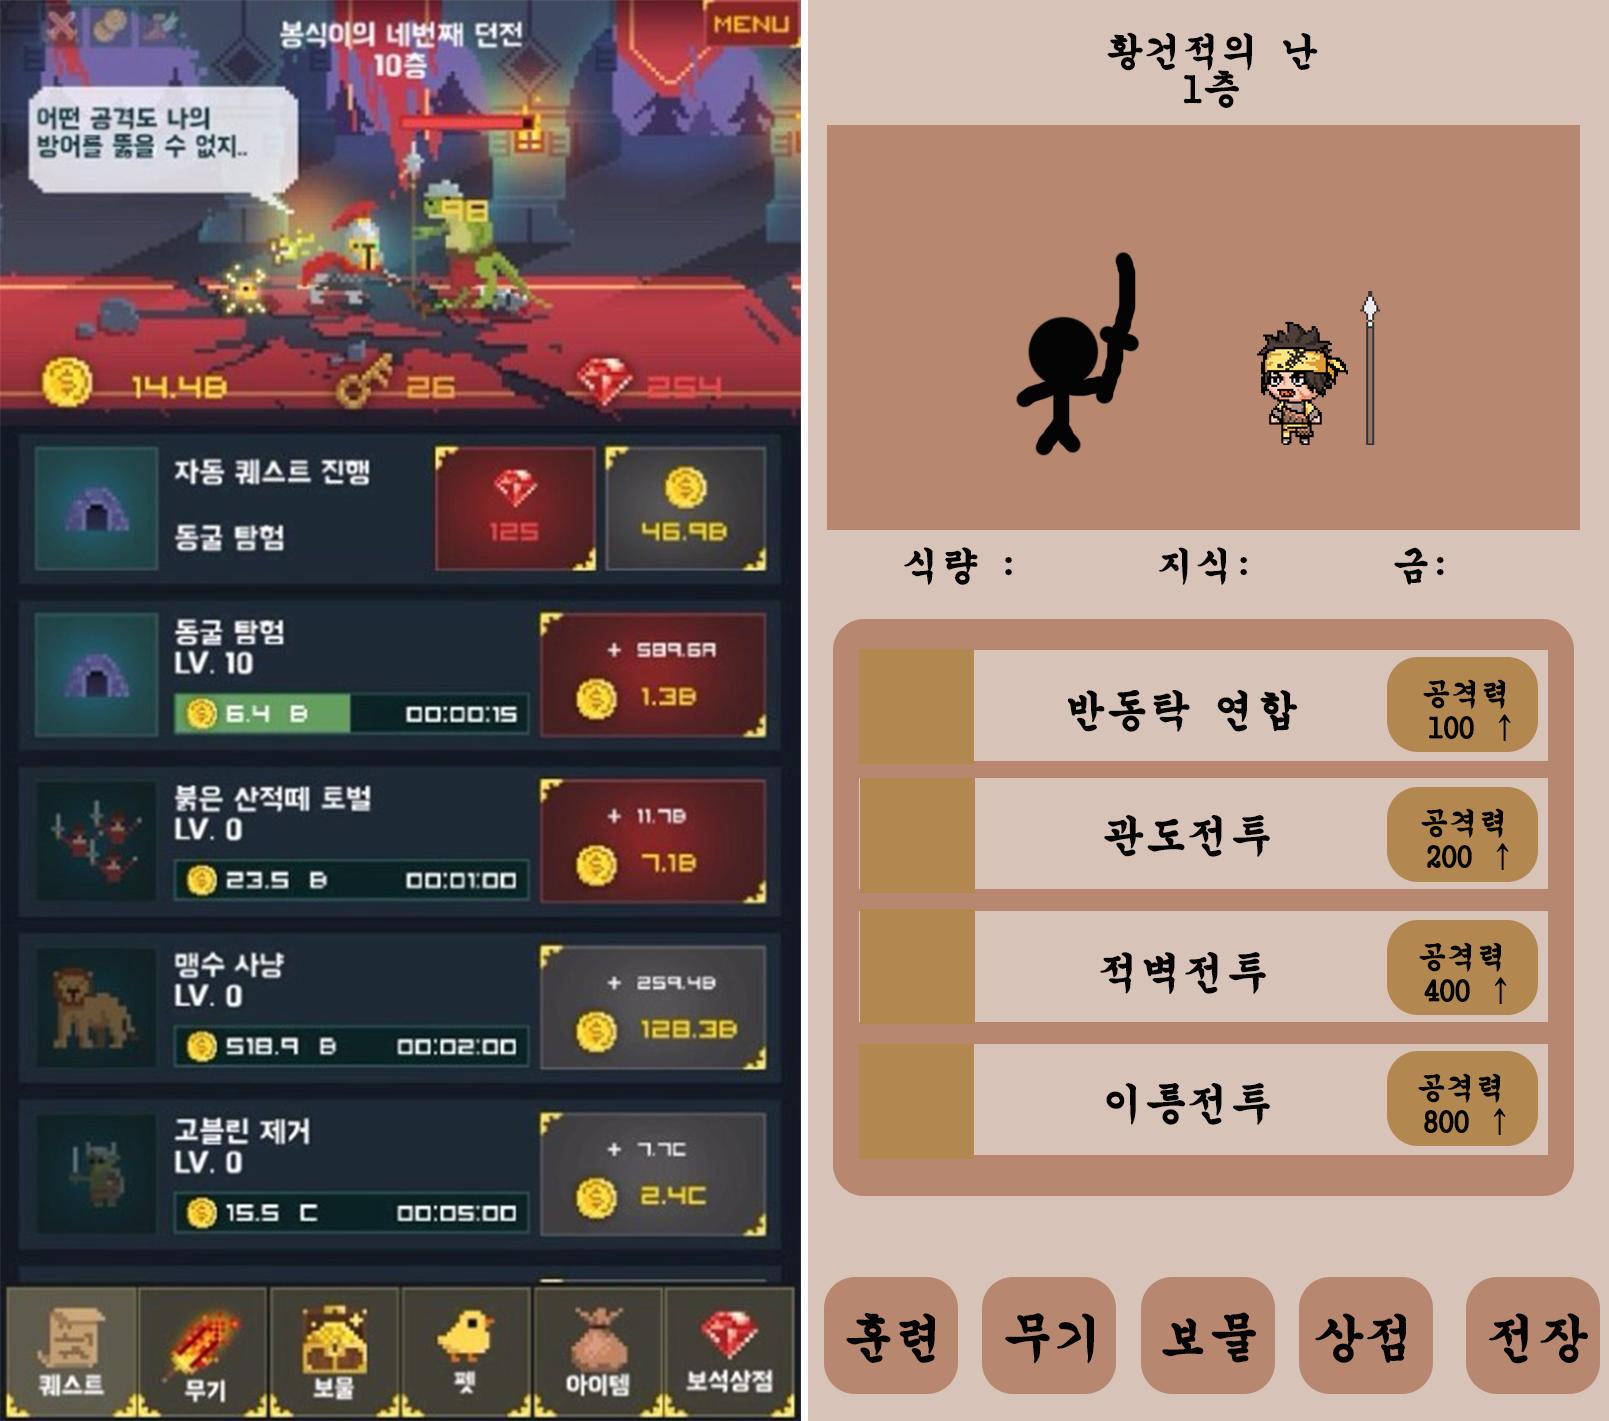 봉식이의 네번째 던전
10층
MENU
어떤 공격도 나의
방어를 뚫을 수 없지..
98
14.4B
26
254
자동 퀘스트 진행
동굴 탐험
125
46.9B
동굴 탐험
LV. 10
6.4 B
00:00:15
+ 589.6A
1.3B
붉은 산적떼 토벌
LV. 0
23.5 B
00:01:00
+ 11.7B
7.1B
맹수 사냥
LV. 0
518.9 B
00:02:00
+ 259.4B
128.3B
고블린 제거
LV. 0
15.5 C
00:05:00
+ 7.7C
2.4C
퀘스트
무기
보물
펫
아이템
보석상점
황건적의 난
1층
식량 :
지식:
금:
반동탁 연합
공격력
100 ↑
관도전투
공격력
200 ↑
적벽전투
공격력
400 ↑
이릉전투
공격력
800 ↑
훈련
무기
보물
상점
전장